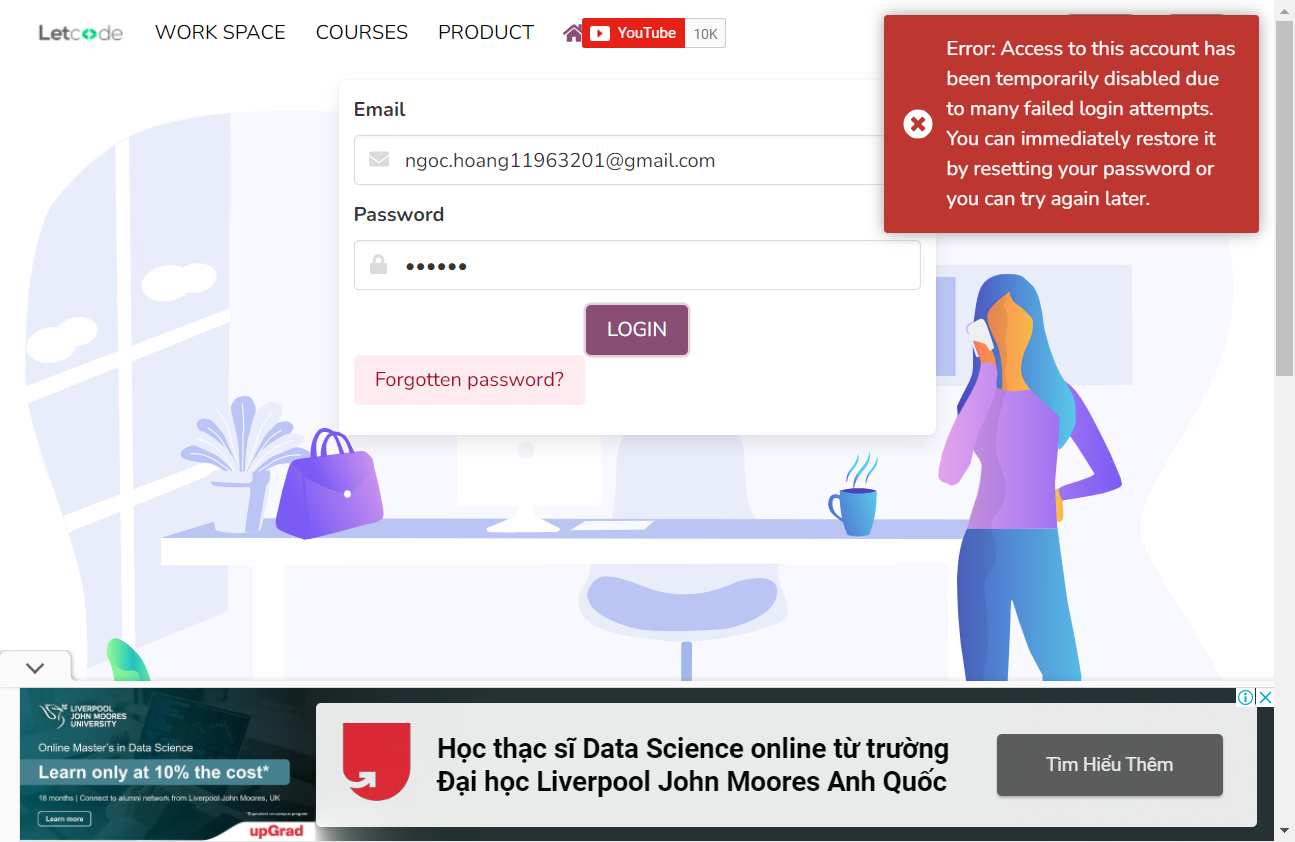 Letcode
WORK SPACE
COURSES
PRODUCT
YouTube
10K
Error: Access to this account has
been temporarily disabled due
to many failed login attempts.
You can immediately restore it
by resetting your password or
you can try again later.
Email
ngoc.hoang11963201@gmail.com
Password
••••••
LOGIN
Forgotten password?
LIVERPOOL
JOHN MOORES
UNIVERSITY
Online Master's in Data Science
Learn only at 10% the cost*
18 months | Connect to alumni network from Liverpool John Moores, UK
Learn more
*Equivalent on-campus program
upGrad
Học thạc sĩ Data Science online từ trường
Đại học Liverpool John Moores Anh Quốc
Tìm Hiểu Thêm